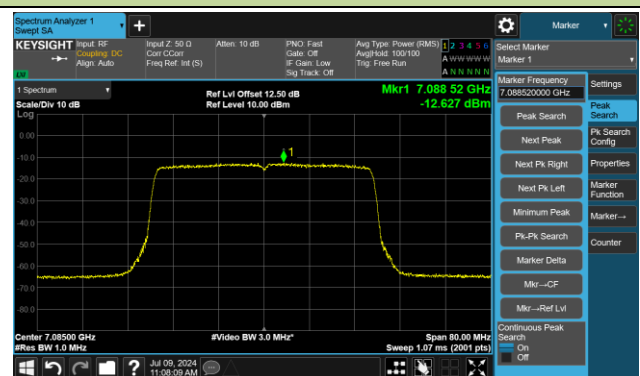 Spectrum Analyzer 1
Swept SA
Marker
KEYSIGHT
Input: RF
Coupling: DC
Align: Auto
Input Z: 50 Ω
Corr CCorr
Freq Ref: Int (S)
Atten: 10 dB
PNO: Fast
Gate: Off
IF Gain: Low
Sig Track: Off
Avg Type: Power (RMS)
Avg|Hold: 100/100
Trig: Free Run
1 2 3 4 5 6
A W W W W W
A N N N N N
LXI
Select Marker
Marker 1
1 Spectrum
Scale/Div 10 dB
Log
Ref Lvl Offset 12.50 dB
Ref Level 10.00 dBm
Mkr1 7.088 52 GHz
-12.627 dBm
0.00
-10.0
-20.0
-30.0
-40.0
-50.0
-60.0
-70.0
-80.0
1
Center 7.08500 GHz
#Res BW 1.0 MHz
#Video BW 3.0 MHz*
Span 80.00 MHz
Sweep 1.07 ms (2001 pts)
Marker Frequency
7.088520000 GHz
Peak Search
Next Peak
Next Pk Right
Next Pk Left
Minimum Peak
Pk-Pk Search
Marker Delta
Mkr→CF
Mkr→Ref Lvl
Continuous Peak
Search
On
Off
Settings
Peak
Search
Pk Search
Config
Properties
Marker
Function
Marker→
Counter
?
Jul 09, 2024
11:08:09 AM